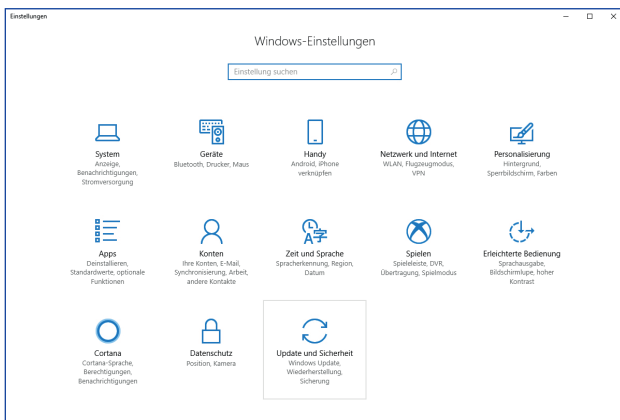 Einstellungen
Windows-Einstellungen
Einstellung suchen
System
Anzeige,
Benachrichtigungen,
Stromversorgung
Geräte
Bluetooth, Drucker, Maus
Handy
Android, iPhone
verknüpfen
Netzwerk und Internet
WLAN, Flugzeugmodus,
VPN
Personalisierung
Hintergrund,
Sperrbildschirm, Farben
Apps
Deinstallieren,
Standardwerte, optionale
Funktionen
Konten
Ihre Konten, E-Mail,
Synchronisierung, Arbeit,
andere Kontakte
Zeit und Sprache
Spracherkennung, Region,
Datum
Spielen
Spieleleiste, DVR,
Übertragung, Spielmodus
Erleichterte Bedienung
Sprachausgabe,
Bildschirmlupe, hoher
Kontrast
Cortana
Cortana-Sprache,
Berechtigungen,
Benachrichtigungen
Datenschutz
Position, Kamera
Update und Sicherheit
Windows Update,
Wiederherstellung,
Sicherung